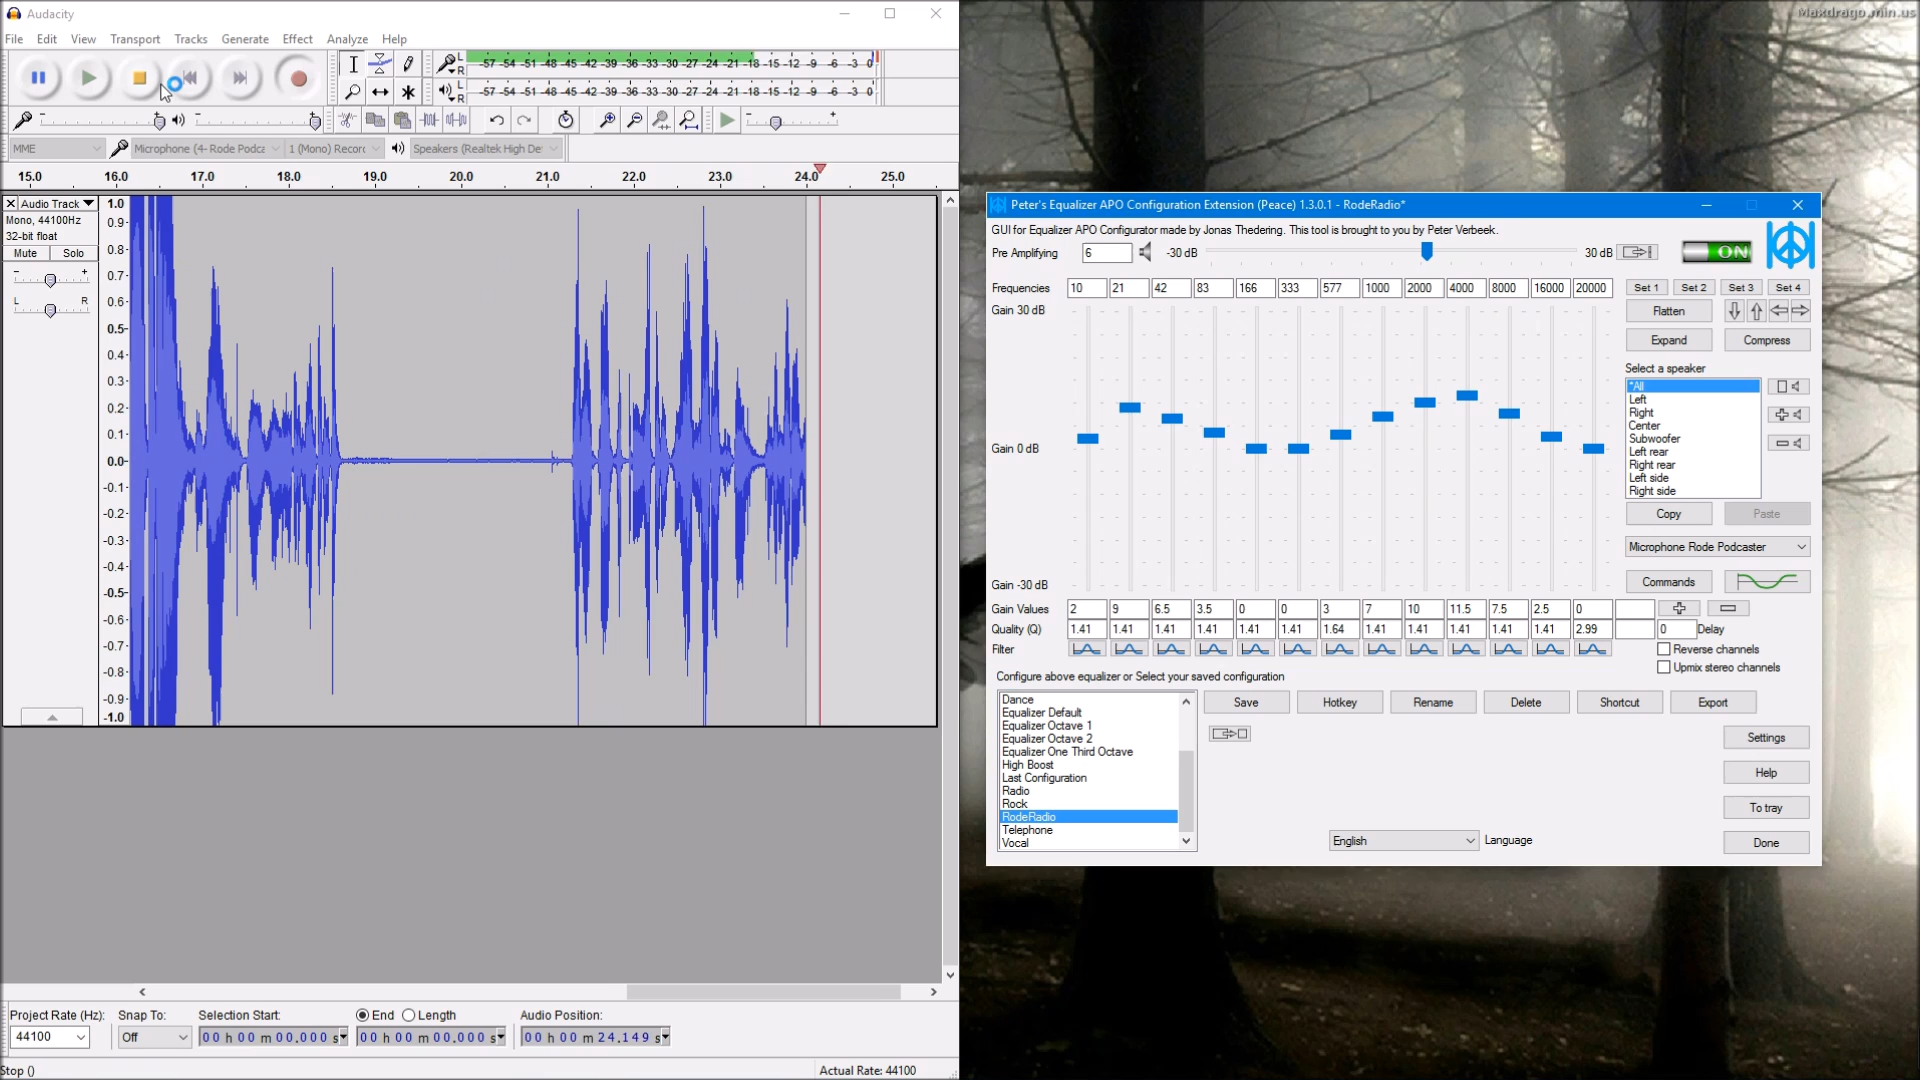 Audacity
File Edit View Transport Tracks Generate Effect Analyze Help
L
R
-57 -54 -51 -48 -45 -42 -39 -36 -33 -30 -27 -24 -21 -18 -15 -12 -9 -6 -3 0
L
R
-57 -54 -51 -48 -45 -42 -39 -36 -33 -30 -27 -24 -21 -18 -15 -12 -9 -6 -3 0
MME Microphone (4- Rode Podca 1 (Mono) Recor Speakers (Realtek High De
15.0 16.0 17.0 18.0 19.0 20.0 21.0 22.0 23.0 24.0 25.0
Audio Track
Mono, 44100Hz
32-bit float
Mute Solo
- +
L R
1.0
0.9
0.8
0.7
0.6
0.5
0.4
0.3
0.2
0.1
0.0
-0.1
-0.2
-0.3
-0.4
-0.5
-0.6
-0.7
-0.8
-0.9
-1.0
Project Rate (Hz): Snap To: Selection Start: End Length Audio Position:
44100 Off 00 h 00 m 00.000 s 00 h 00 m 00.000 s 00 h 00 m 24.149 s
Stop () Actual Rate: 44100
Maxdrago.min.us
Peter's Equalizer APO Configuration Extension (Peace) 1.3.0.1 - RodeRadio*
GUI for Equalizer APO Configurator made by Jonas Thedering. This tool is brought to you by Peter Verbeek.
Pre Amplifying 6 -30 dB 30 dB ON
Frequencies 10 21 42 83 166 333 577 1000 2000 4000 8000 16000 20000 Set 1 Set 2 Set 3 Set 4
Gain 30 dB
Flatten
Expand Compress
Select a speaker
*All
Left
Right
Center
Subwoofer
Left rear
Right rear
Left side
Right side
Gain 0 dB
Copy Paste
Microphone Rode Podcaster
Commands
Gain -30 dB
Gain Values 2 9 6.5 3.5 0 0 3 7 10 11.5 7.5 2.5 0
Quality (Q) 1.41 1.41 1.41 1.41 1.41 1.41 1.64 1.41 1.41 1.41 1.41 1.41 2.99 0 Delay
Filter
Reverse channels
Upmix stereo channels
Configure above equalizer or Select your saved configuration
Dance
Equalizer Default
Equalizer Octave 1
Equalizer Octave 2
Equalizer One Third Octave
High Boost
Last Configuration
Radio
Rock
RodeRadio
Telephone
Vocal
Save Hotkey Rename Delete Shortcut Export
Settings
Help
To tray
English Language
Done